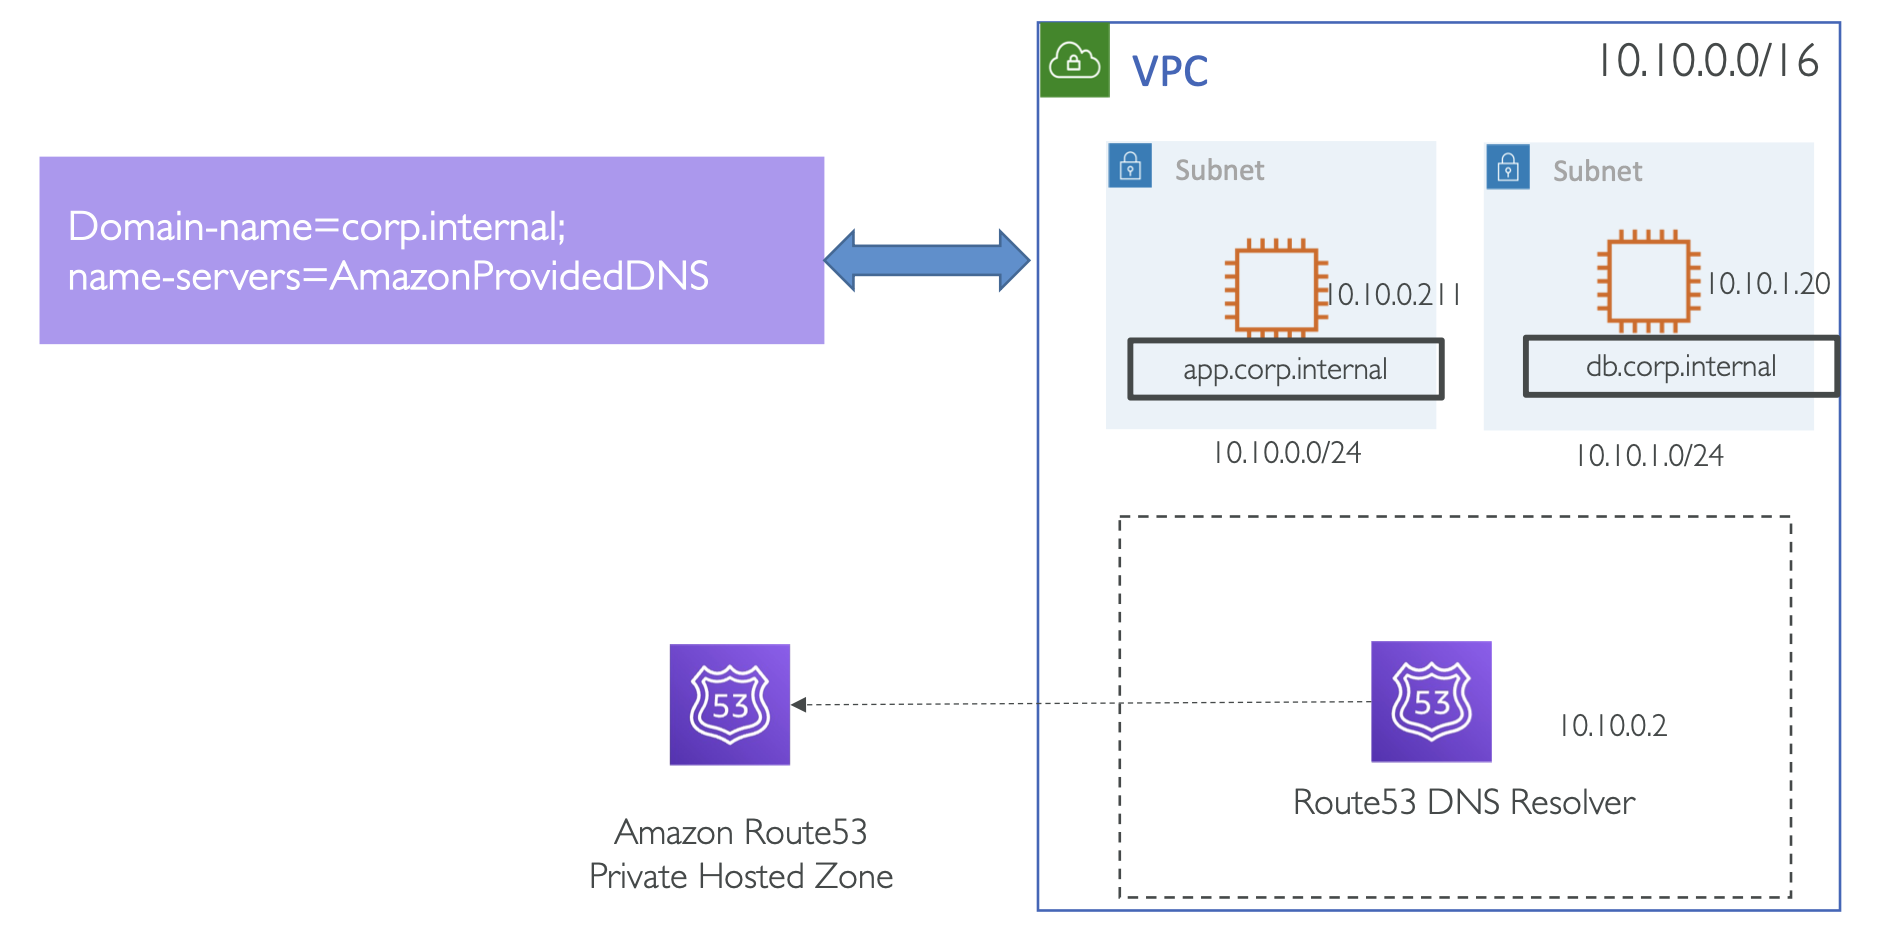 VPC
10.10.0.0/16
Domain-name=corp.internal;
name-servers=AmazonProvidedDNS
Subnet
10.10.0.211
app.corp.internal
10.10.0.0/24
Subnet
10.10.1.20
db.corp.internal
10.10.1.0/24
53
Amazon Route53
Private Hosted Zone
53
10.10.0.2
Route53 DNS Resolver